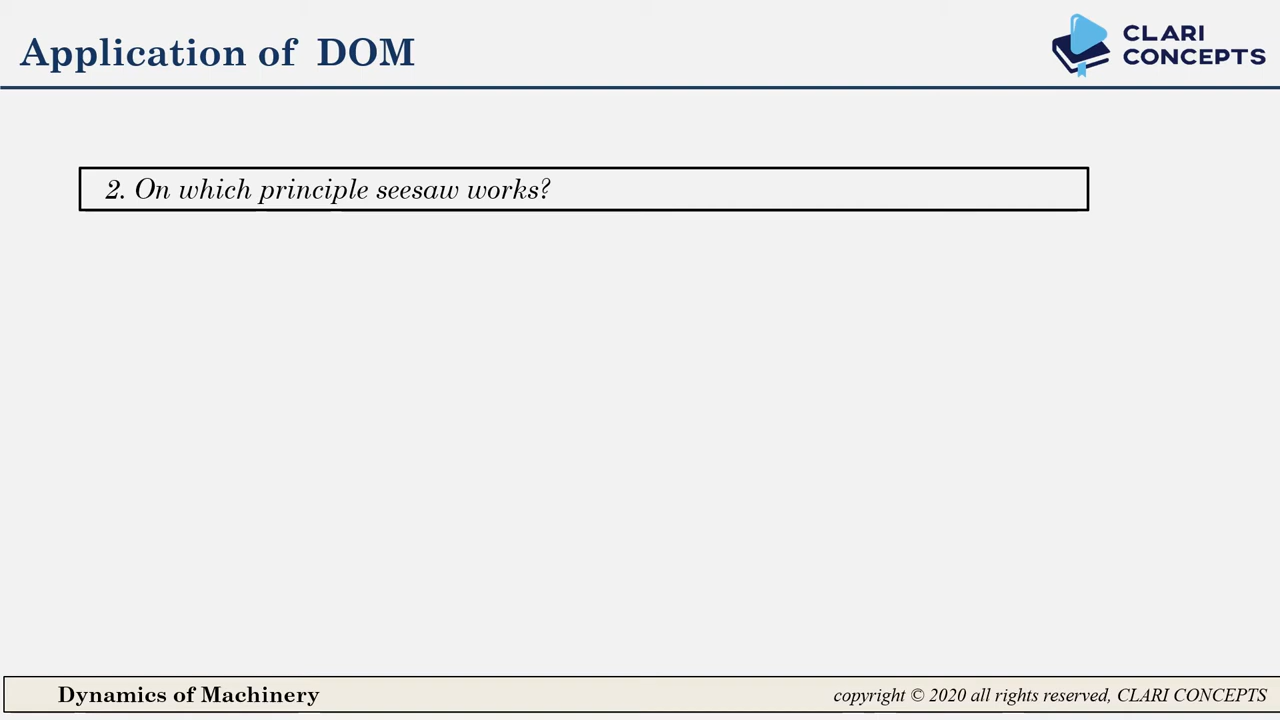 Application of DOM
CLARI
CONCEPTS
2. On which principle seesaw works?
Dynamics of Machinery
copyright © 2020 all rights reserved, CLARI CONCEPTS